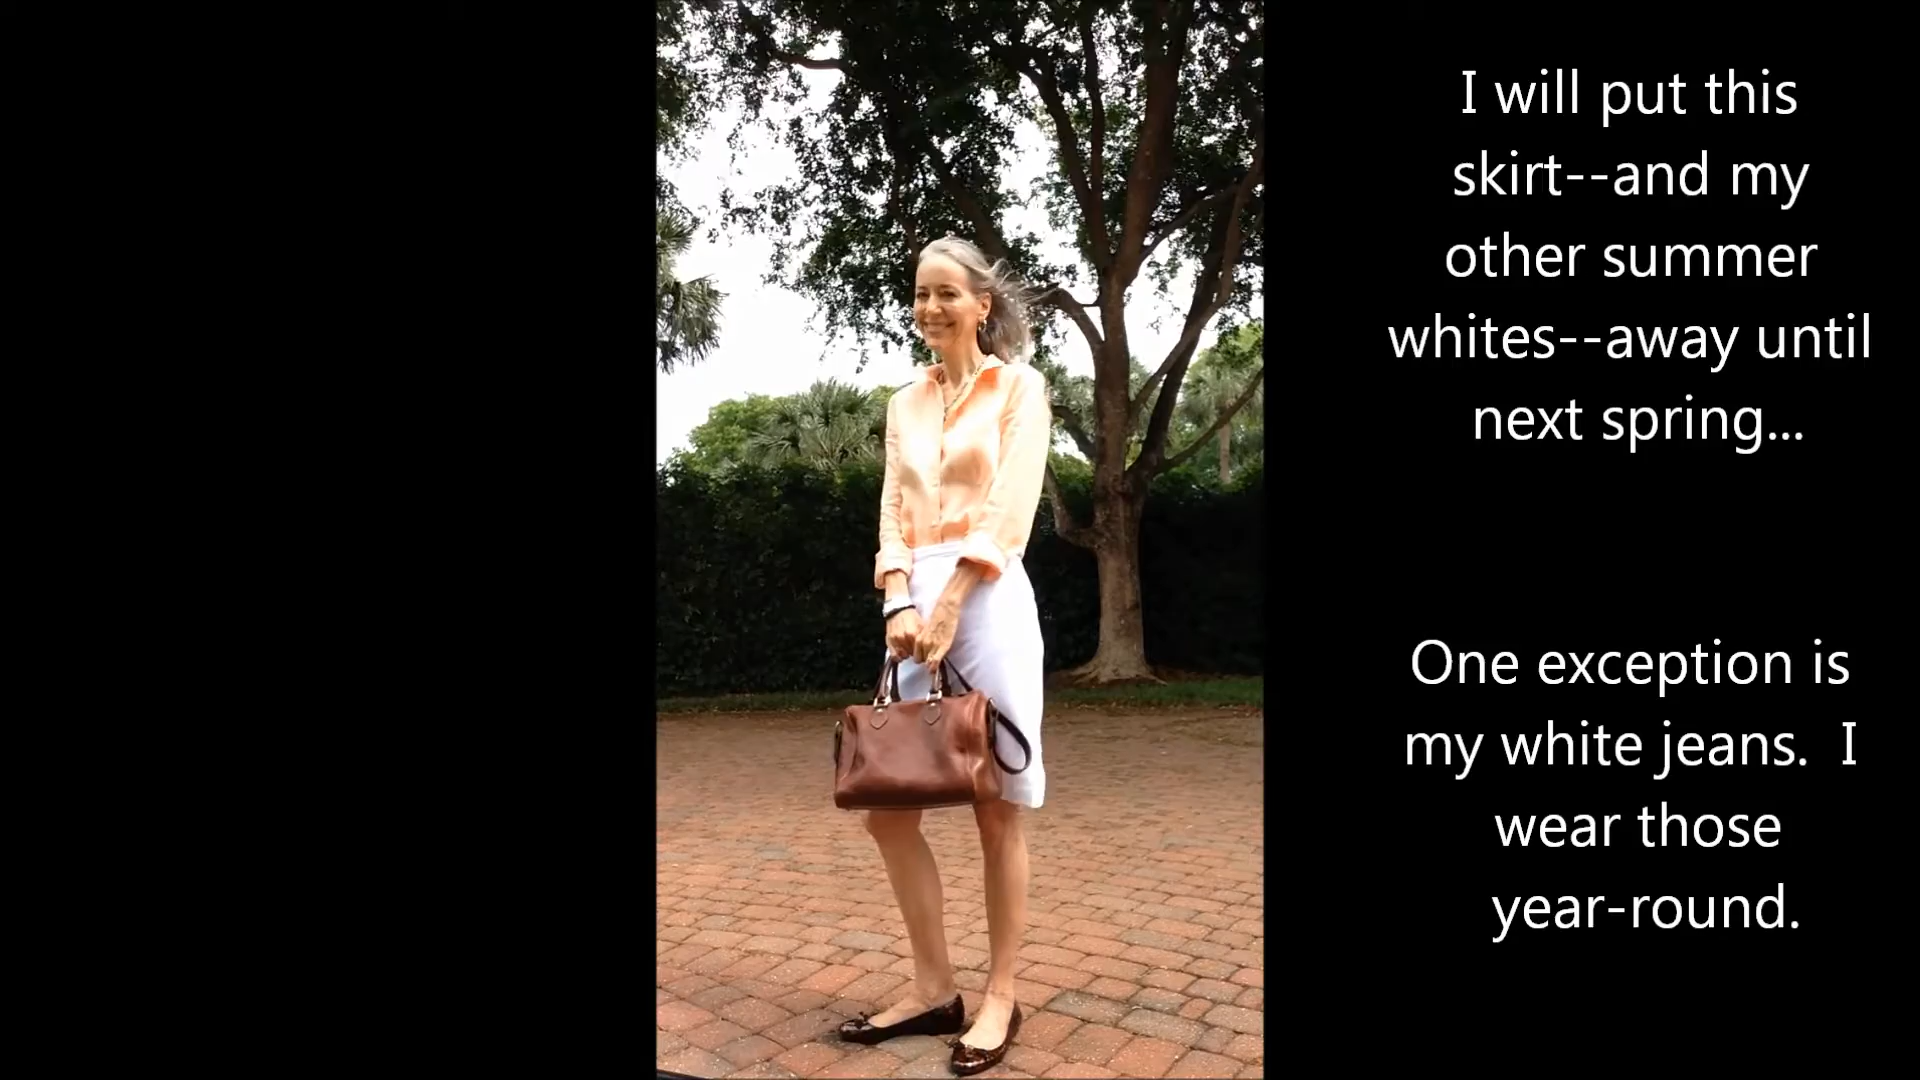 I will put this
skirt--and my
other summer
whites--away until
next spring...
One exception is
my white jeans.  I
wear those
year-round.